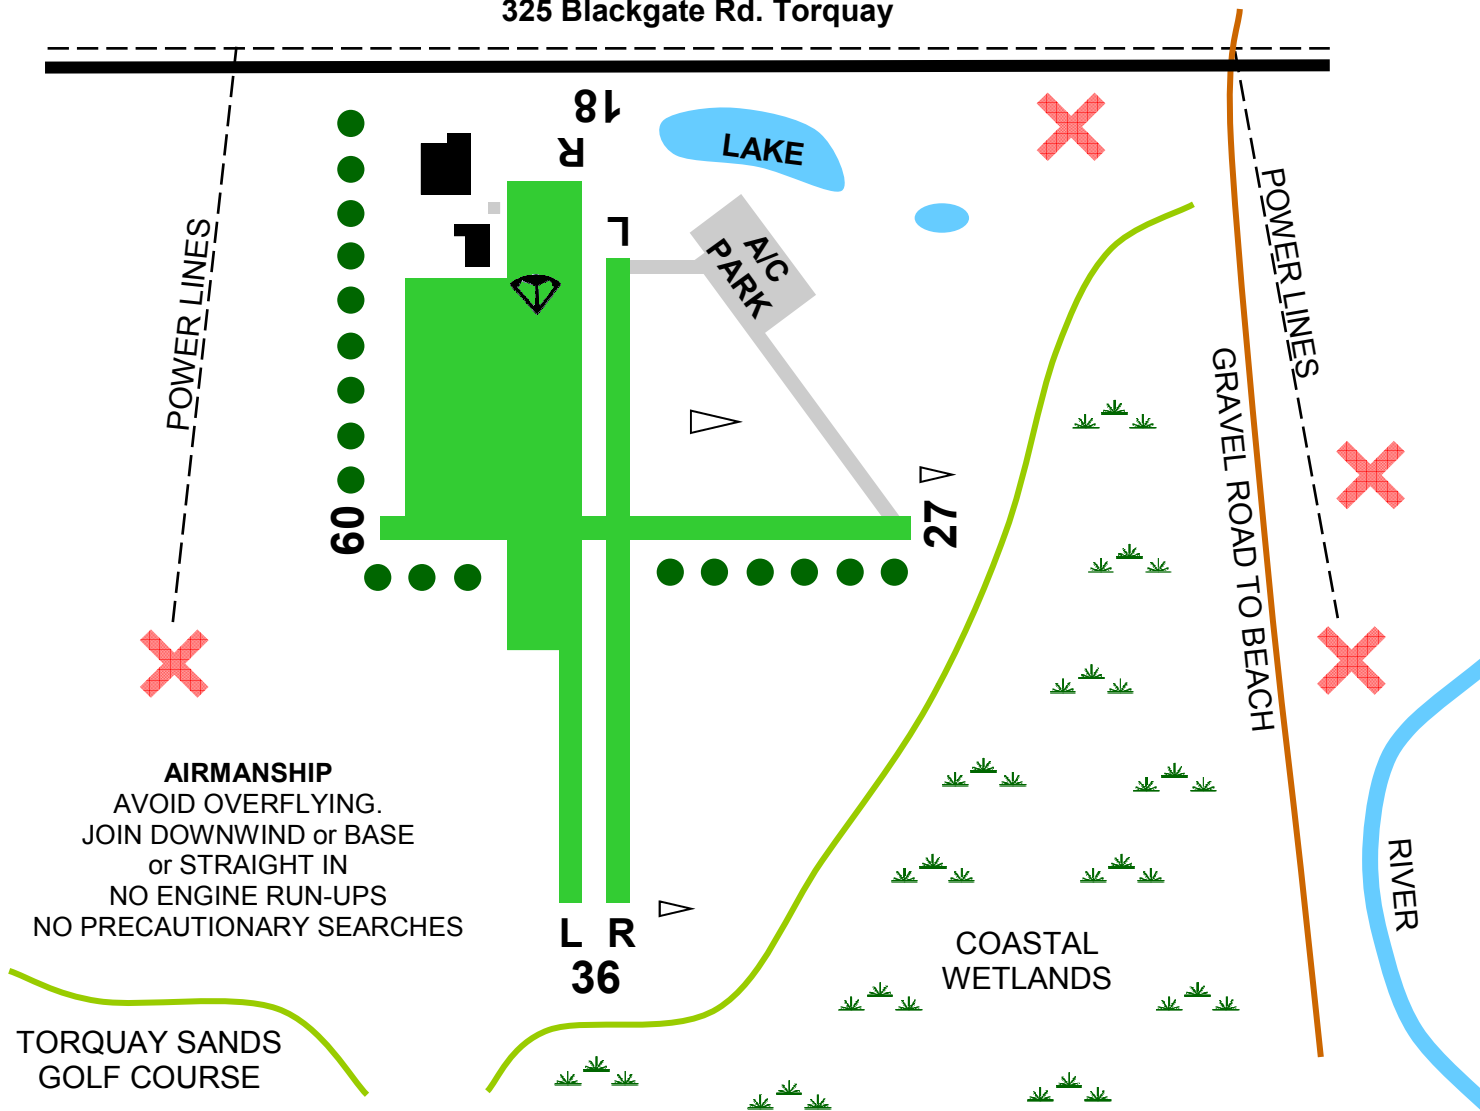 325 Blackgate Rd. Torquay
18
R
L
LAKE
A/C
PARK
POWER LINES
POWER LINES
GRAVEL ROAD TO BEACH
09
27
AIRMANSHIP
AVOID OVERFLYING.
JOIN DOWNWIND or BASE
or STRAIGHT IN
NO ENGINE RUN-UPS
NO PRECAUTIONARY SEARCHES
L R
36
COASTAL
WETLANDS
RIVER
TORQUAY SANDS
GOLF COURSE